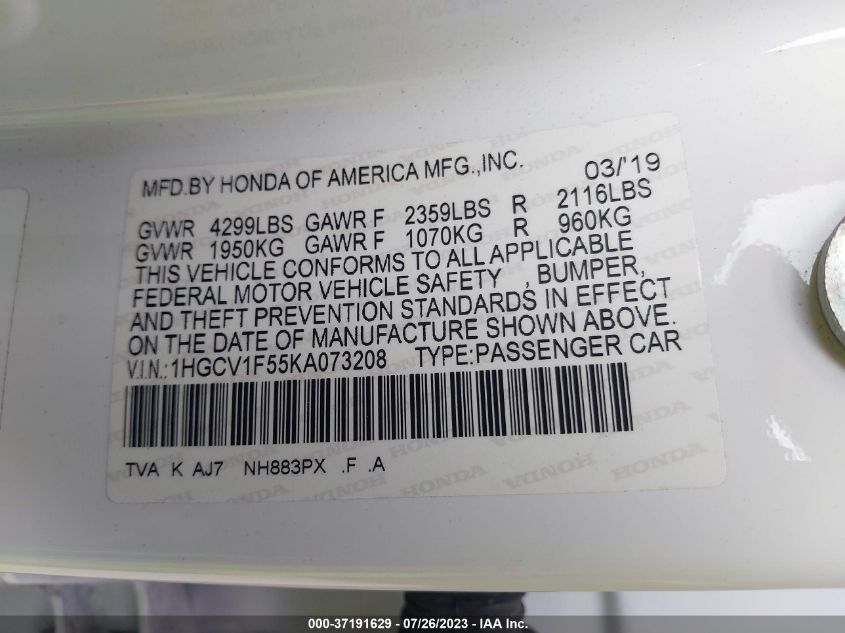 MFD.BY HONDA OF AMERICA MFG.,INC. 03/'19
GVWR 4299LBS GAWR F 2359LBS R 2116LBS
GVWR 1950KG GAWR F 1070KG R 960KG
THIS VEHICLE CONFORMS TO ALL APPLICABLE
FEDERAL MOTOR VEHICLE SAFETY , BUMPER,
AND THEFT PREVENTION STANDARDS IN EFFECT
ON THE DATE OF MANUFACTURE SHOWN ABOVE.
V.I.N.:1HGCV1F55KA073208 TYPE:PASSENGER CAR
TVA K AJ7 NH883PX .F .A
000-37191629 - 07/26/2023 - IAA Inc.